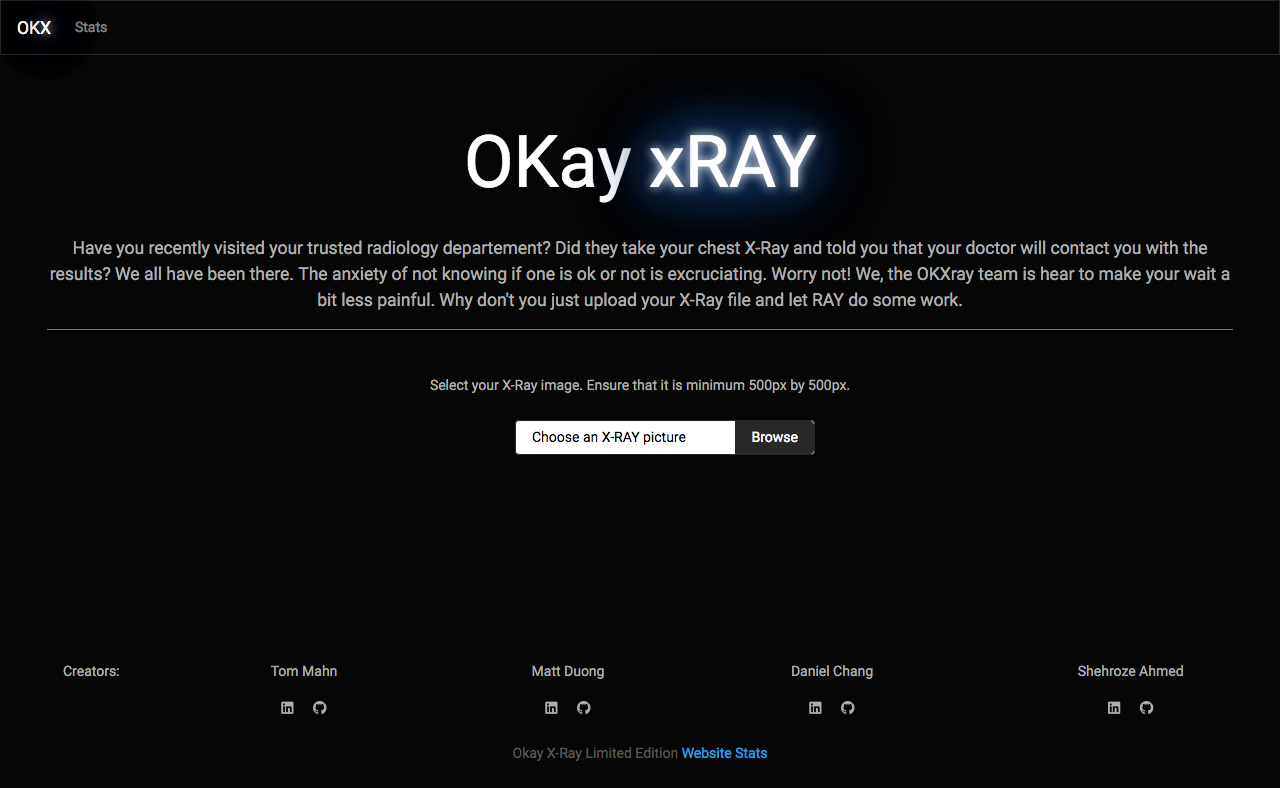 OKX Stats
OKay xRAY
Have you recently visited your trusted radiology departement? Did they take your chest X-Ray and told you that your doctor will contact you with the
results? We all have been there. The anxiety of not knowing if one is ok or not is excruciating. Worry not! We, the OKXray team is hear to make your wait a
bit less painful. Why don't you just upload your X-Ray file and let RAY do some work.
Select your X-Ray image. Ensure that it is minimum 500px by 500px.
Choose an X-RAY picture Browse
Creators: Tom Mahn Matt Duong Daniel Chang Shehroze Ahmed
Okay X-Ray Limited Edition Website Stats